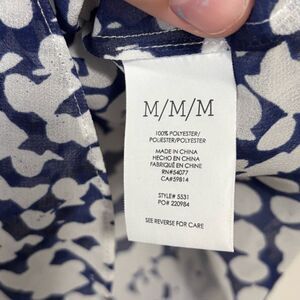 M/M/M
100% POLYESTER/
POLIESTER/POLYESTER
MADE IN CHINA
HECHO EN CHINA
FABRIQUÉ EN CHINE
RN#54077
CA#59814
STYLE# 5531
PO# 220984
SEE REVERSE FOR CARE